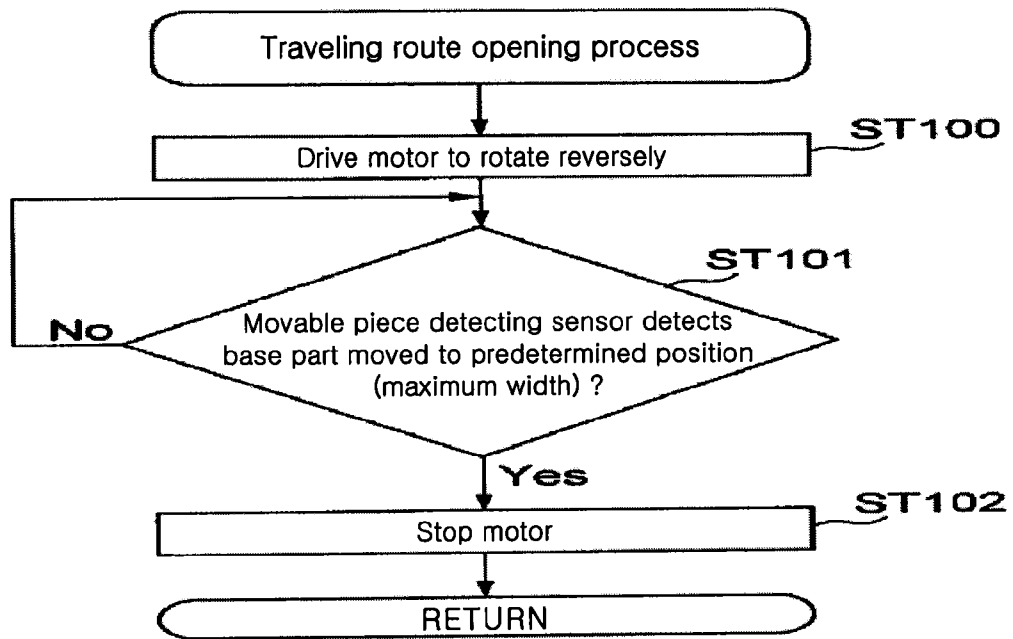 Traveling route opening process
ST100
Drive motor to rotate reversely
ST101
No
Movable piece detecting sensor detects
base part moved to predetermined position
(maximum width) ?
Yes
ST102
Stop motor
RETURN